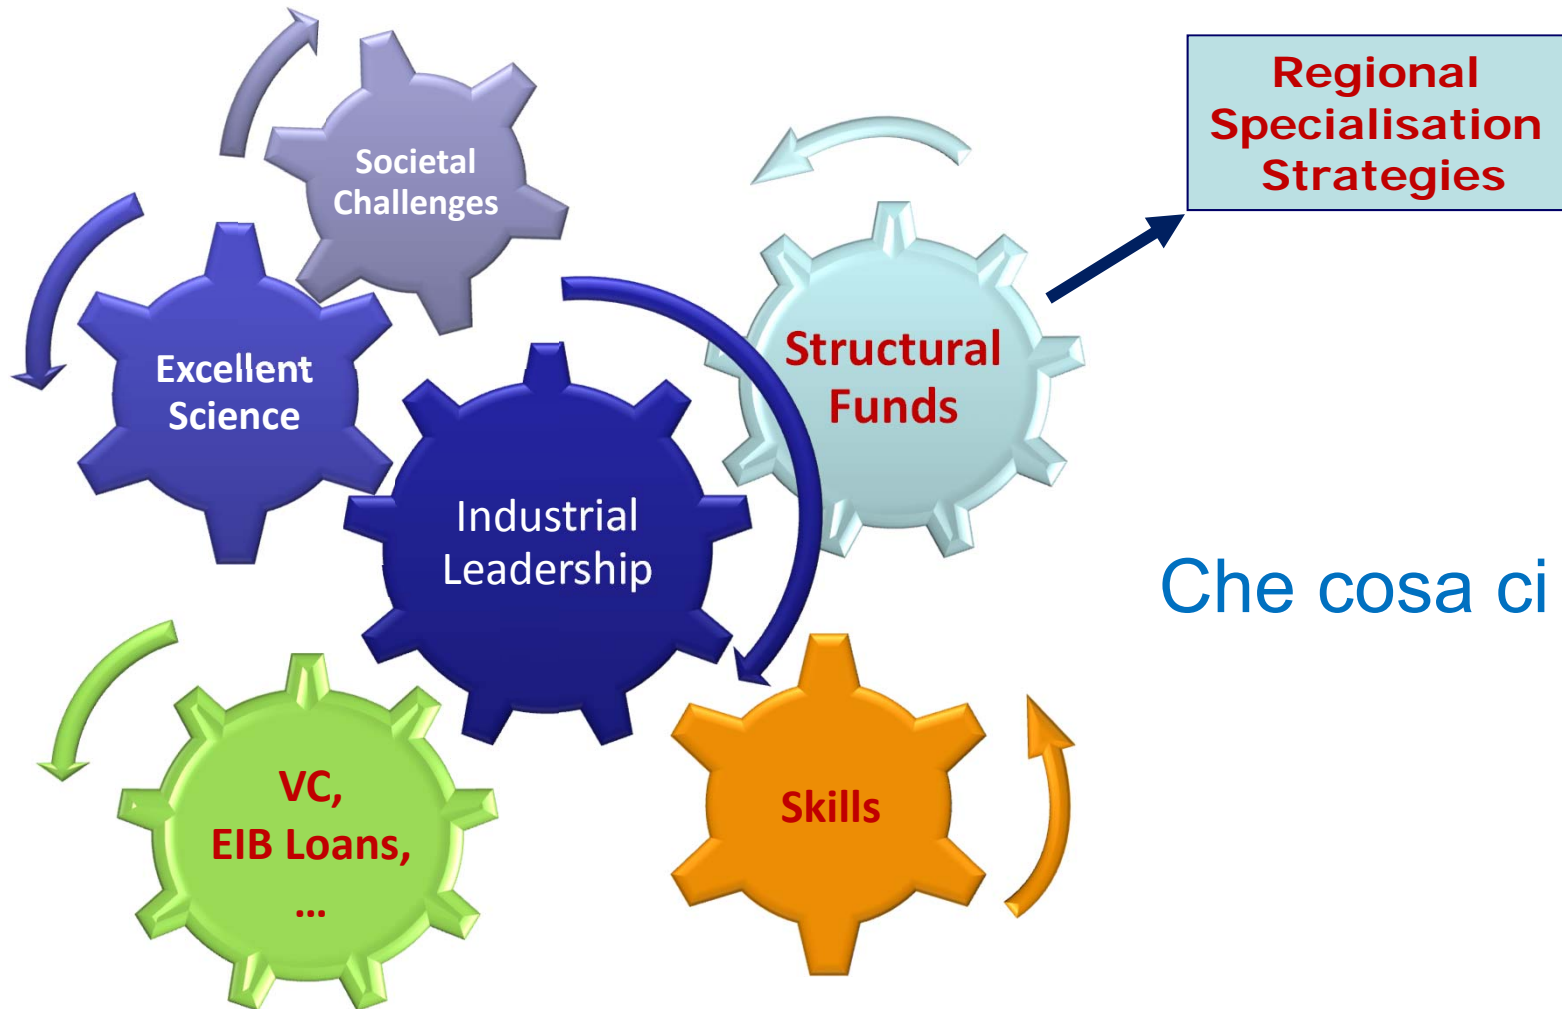 Societal
Challenges
Regional
Specialisation
Strategies
Excellent
Science
Structural
Funds
Industrial
Leadership
Che cosa ci
VC,
EIB Loans,
...
Skills